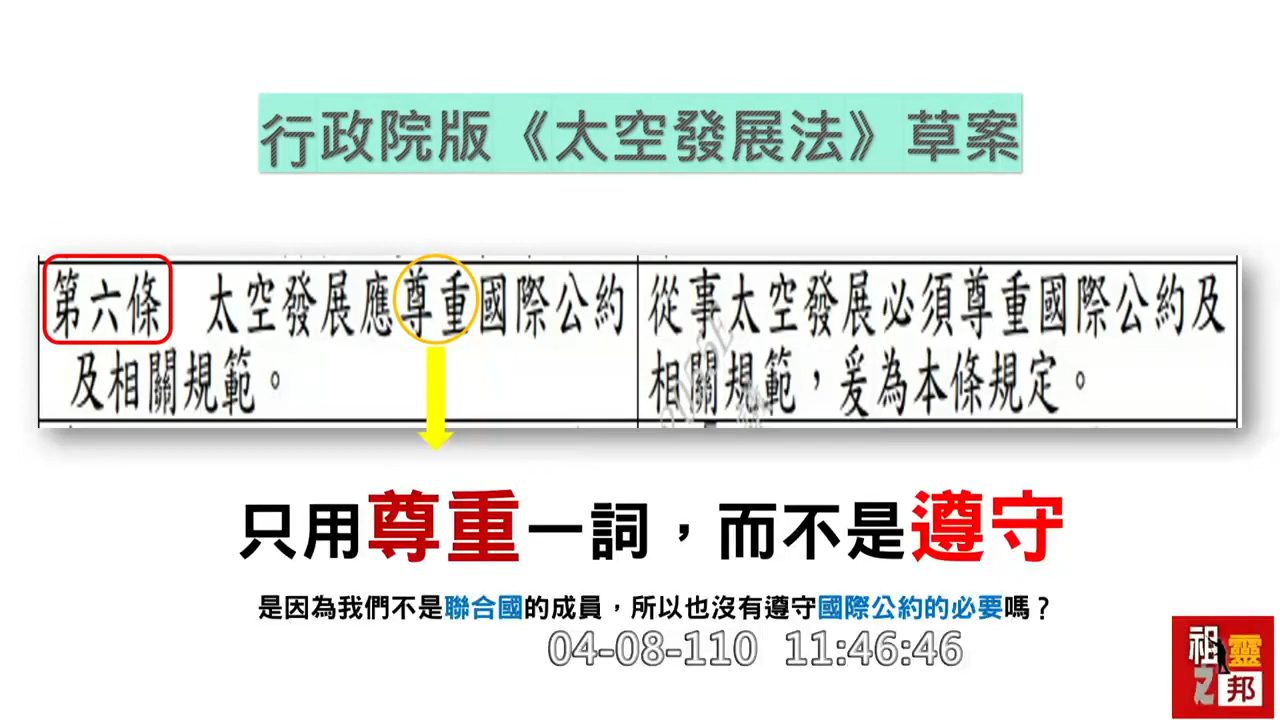 行政院版《太空發展法》草案
第六條 太空發展應尊重國際公約
及相關規範。
從事太空發展必須尊重國際公約及
相關規範，爰為本條規定。
只用尊重一詞，而不是遵守
是因為我們不是聯合國的成員，所以也沒有遵守國際公約的必要嗎？
04-08-110 11:46:46
祖靈之邦